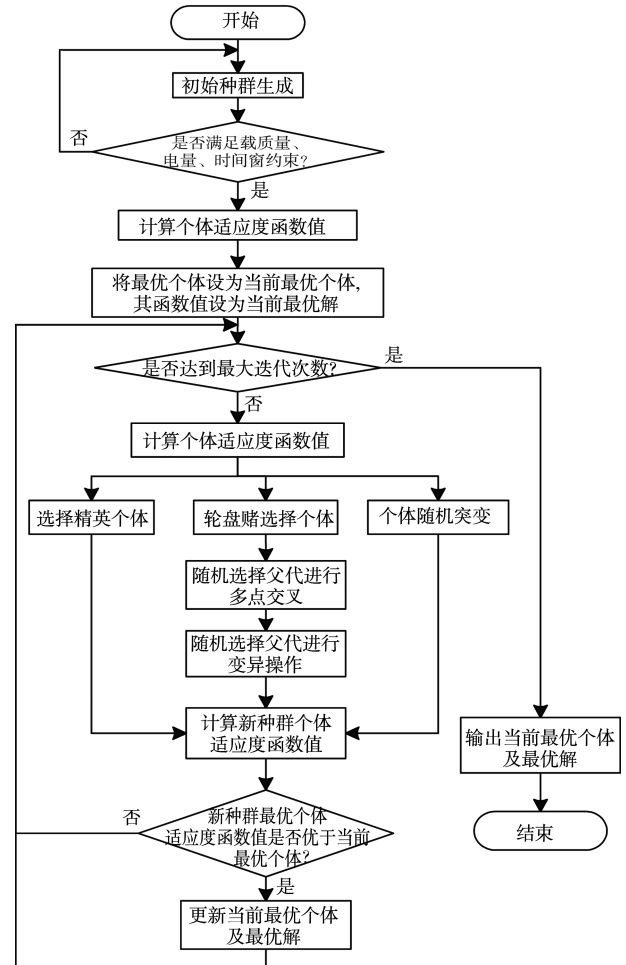 开始
初始种群生成
否
是否满足载质量、
电量、时间窗约束?
是
计算个体适应度函数值
将最优个体设为当前最优个体,
其函数值设为当前最优解
是否达到最大迭代次数?
是
否
计算个体适应度函数值
选择精英个体
轮盘赌选择个体
个体随机突变
随机选择父代进行
多点交叉
随机选择父代进行
变异操作
计算新种群个体
适应度函数值
输出当前最优个体
及最优解
否
新种群最优个体
适应度函数值是否优于当前
最优个体?
结束
是
更新当前最优个体
及最优解